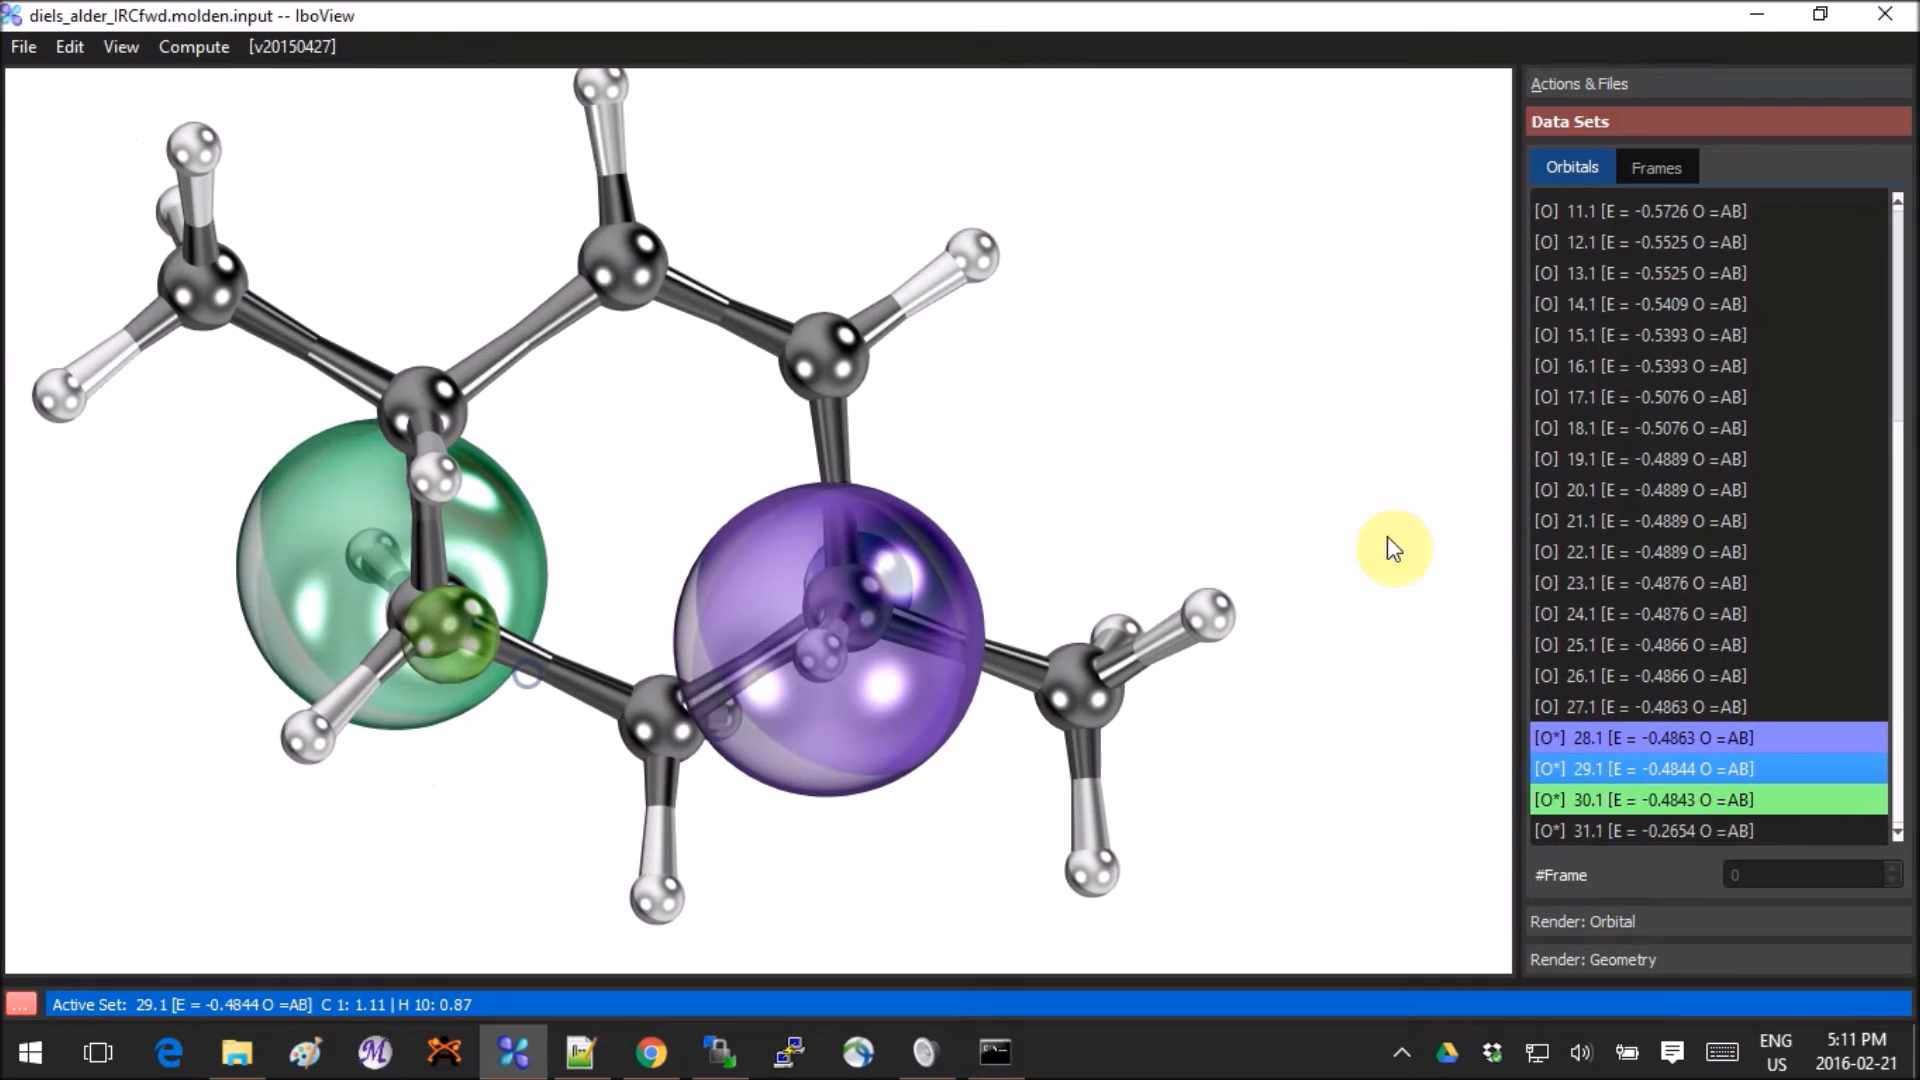 diels_alder_IRCfwd.molden.input -- IboView
File Edit View Compute [v20150427]
Actions & Files
Data Sets
Orbitals Frames
[O] 11.1 [E = -0.5726 O =AB]
[O] 12.1 [E = -0.5525 O =AB]
[O] 13.1 [E = -0.5525 O =AB]
[O] 14.1 [E = -0.5409 O =AB]
[O] 15.1 [E = -0.5393 O =AB]
[O] 16.1 [E = -0.5393 O =AB]
[O] 17.1 [E = -0.5076 O =AB]
[O] 18.1 [E = -0.5076 O =AB]
[O] 19.1 [E = -0.4889 O =AB]
[O] 20.1 [E = -0.4889 O =AB]
[O] 21.1 [E = -0.4889 O =AB]
[O] 22.1 [E = -0.4889 O =AB]
[O] 23.1 [E = -0.4876 O =AB]
[O] 24.1 [E = -0.4876 O =AB]
[O] 25.1 [E = -0.4866 O =AB]
[O] 26.1 [E = -0.4866 O =AB]
[O] 27.1 [E = -0.4863 O =AB]
[O*] 28.1 [E = -0.4863 O =AB]
[O*] 29.1 [E = -0.4844 O =AB]
[O*] 30.1 [E = -0.4843 O =AB]
[O*] 31.1 [E = -0.2654 O =AB]
#Frame 0
Render: Orbital
Render: Geometry
... Active Set: 29.1 [E = -0.4844 O =AB] C 1: 1.11 | H 10: 0.87
ENG
US
5:11 PM
2016-02-21